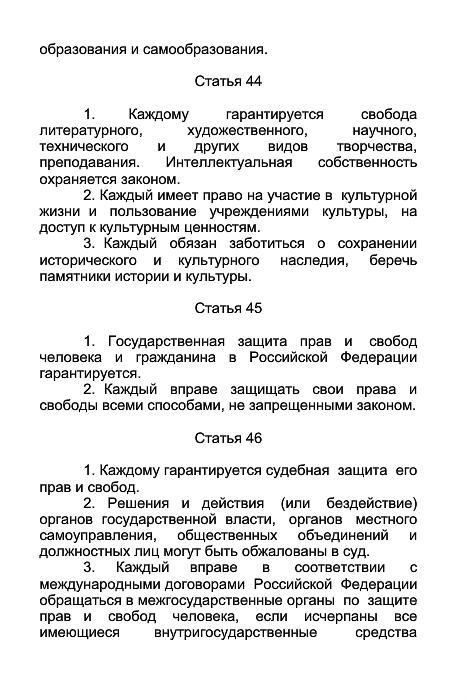 образования и самообразования.
Статья 44
1. Каждому гарантируется свобода
литературного, художественного, научного,
технического и других видов творчества,
преподавания. Интеллектуальная собственность
охраняется законом.
2. Каждый имеет право на участие в культурной
жизни и пользование учреждениями культуры, на
доступ к культурным ценностям.
3. Каждый обязан заботиться о сохранении
исторического и культурного наследия, беречь
памятники истории и культуры.
Статья 45
1. Государственная защита прав и свобод
человека и гражданина в Российской Федерации
гарантируется.
2. Каждый вправе защищать свои права и
свободы всеми способами, не запрещенными законом.
Статья 46
1. Каждому гарантируется судебная защита его
прав и свобод.
2. Решения и действия (или бездействие)
органов государственной власти, органов местного
самоуправления, общественных объединений и
должностных лиц могут быть обжалованы в суд.
3. Каждый вправе в соответствии с
международными договорами Российской Федерации
обращаться в межгосударственные органы по защите
прав и свобод человека, если исчерпаны все
имеющиеся внутригосударственные средства